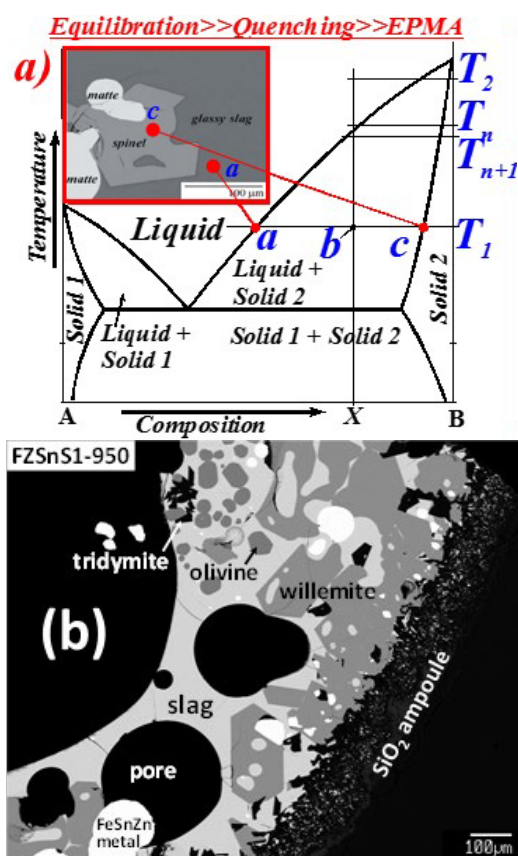 Equilibration>>Quenching>>EPMA
a)
matte
c
glassy slag
spinel
a
matte
100 µm
Temperature
T2
Tn
Tn+1
T1
Liquid
a
b
c
Liquid +
Solid 2
Solid 1
Solid 2
Liquid +
Solid 1
Solid 1 + Solid 2
A
Composition
X
B
FZSnS1-950
tridymite
olivine
willemite
(b)
slag
SiO2 ampoule
pore
FeSnZn
metal
100µm